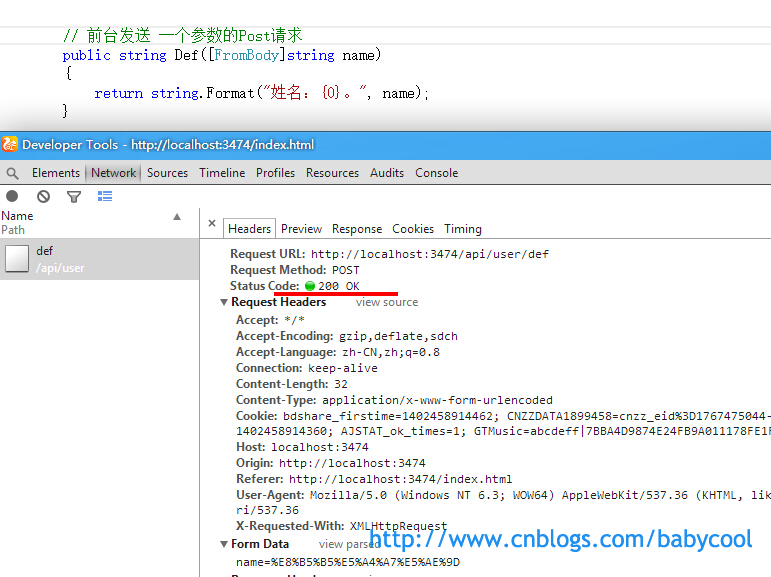 // 前台发送 一个参数的Post请求
public string Def([FromBody]string name)
{
return string.Format("姓名：{0}。", name);
}
Developer Tools - http://localhost:3474/index.html
Elements Network Sources Timeline Profiles Resources Audits Console
Name
Path
× Headers Preview Response Cookies Timing
def
/api/user
Request URL: http://localhost:3474/api/user/def
Request Method: POST
Status Code: 200 OK
Request Headers view source
Accept: */*
Accept-Encoding: gzip,deflate,sdch
Accept-Language: zh-CN,zh;q=0.8
Connection: keep-alive
Content-Length: 32
Content-Type: application/x-www-form-urlencoded
Cookie: bdshare_firstime=1402458914462; CNZZDATA1899458=cnzz_eid%3D1767475044-
1402458914360; AJSTAT_ok_times=1; GTMusic=abcdeff|7BBA4D9874E24FB9A011178FE1F
Host: localhost:3474
Origin: http://localhost:3474
Referer: http://localhost:3474/index.html
User-Agent: Mozilla/5.0 (Windows NT 6.3; WOW64) AppleWebKit/537.36 (KHTML, lik
ri/537.36
X-Requested-With: XMLHttpRequest
Form Data view parsed
http://www.cnblogs.com/babycool
name=%E8%B5%B5%E5%A4%A7%E5%AE%9D